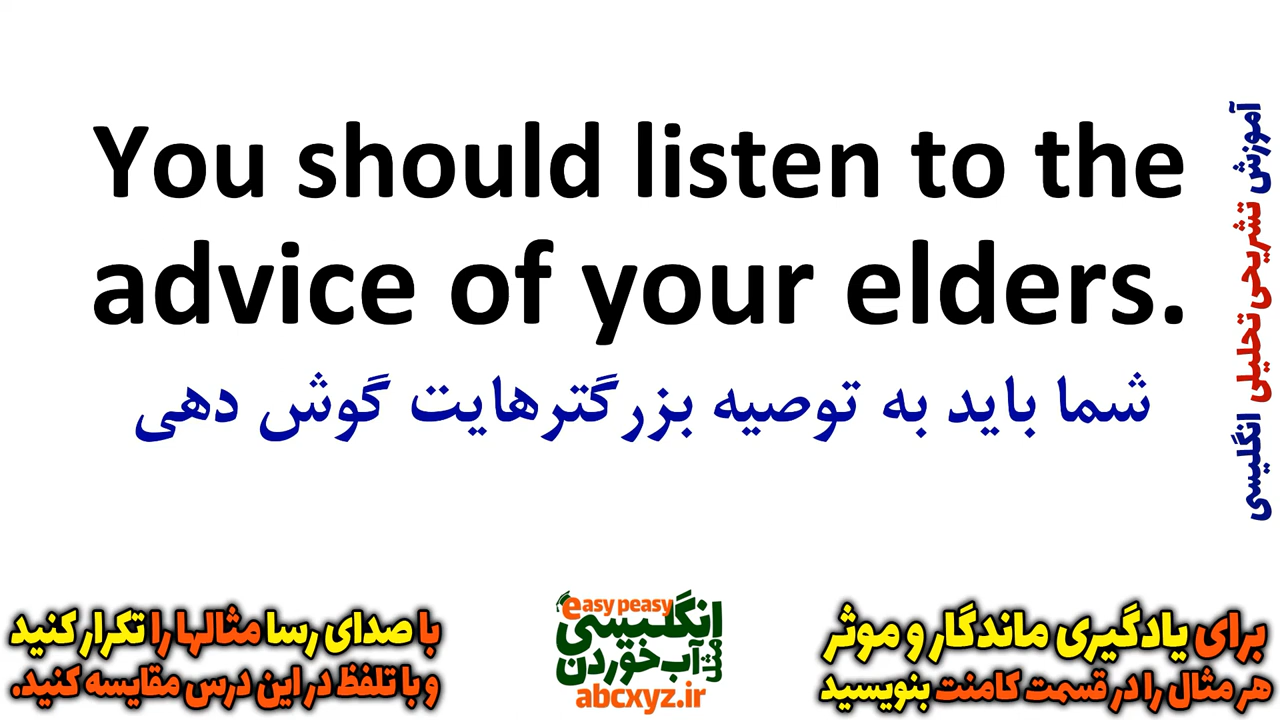 You should listen to the
advice of your elders.
شما باید به توصیه بزرگترهایت گوش دهی
آموزش تشریحی تحلیلی انگلیسی
برای یادگیری ماندگار و موثر
هر مثال را در قسمت کامنت بنویسید
easy peasy
انگلیسی
مثل آب خوردن
abcxyz.ir
با صدای رسا مثالها را تکرار کنید
و با تلفظ در این درس مقایسه کنید.